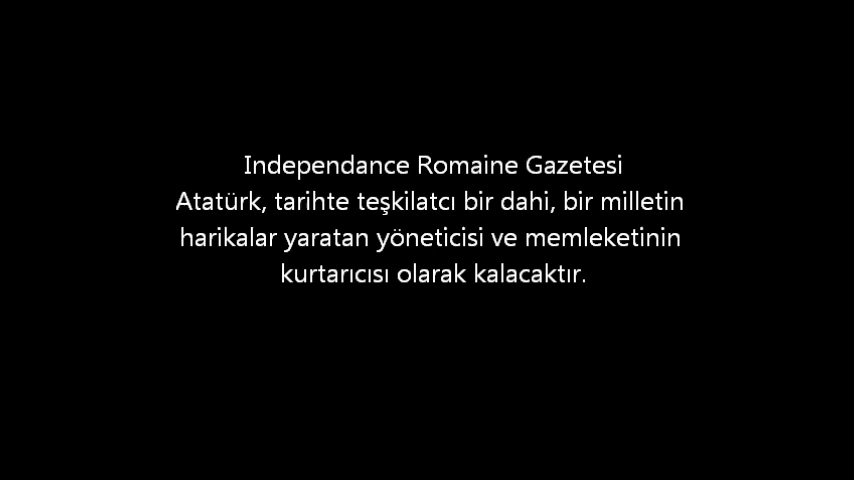 Independance Romaine Gazetesi
Atatürk, tarihte teşkilatcı bir dahi, bir milletin
harikalar yaratan yöneticisi ve memleketinin
kurtarıcısı olarak kalacaktır.